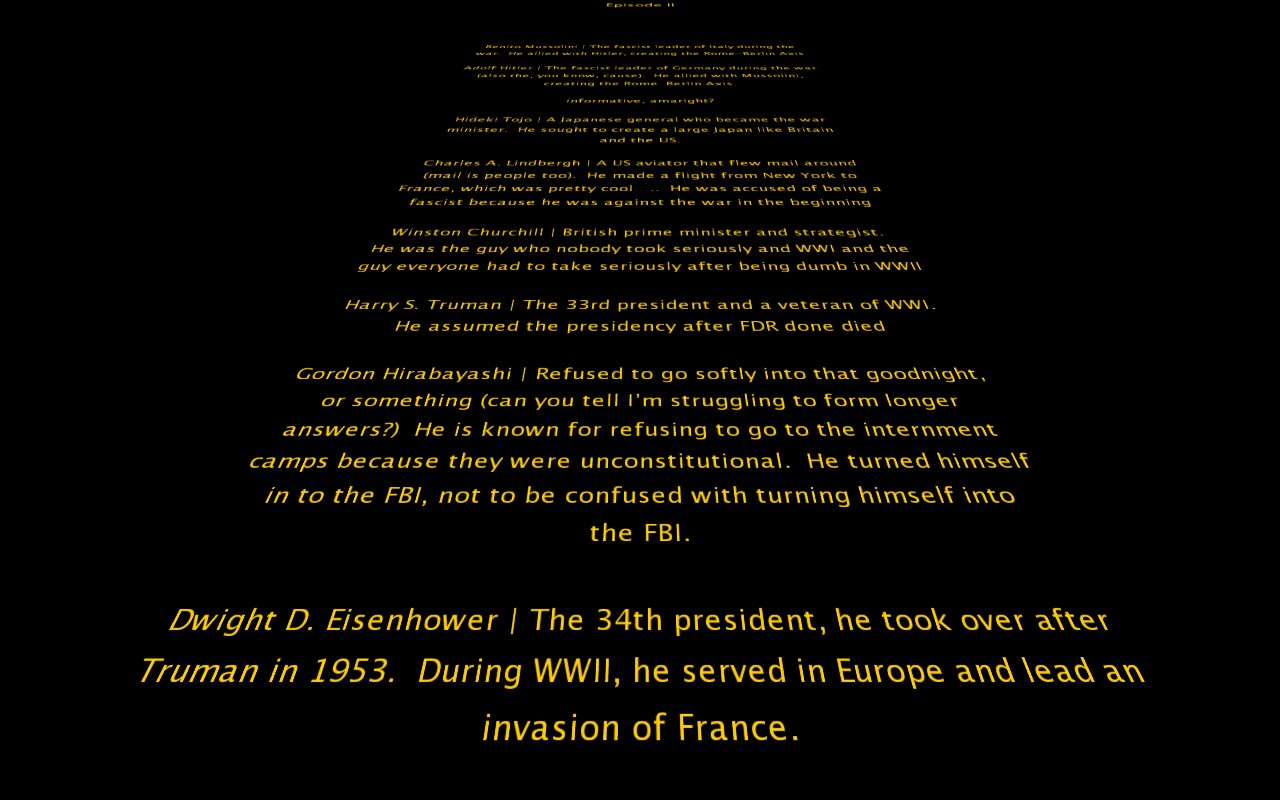 Episode II
Benito Mussolini | The fascist leader of Italy during the
war.  He allied with Hitler, creating the Rome-Berlin Axis
Adolf Hitler | The fascist leader of Germany during the war
(also the, you know, cause).  He allied with Mussolini,
creating the Rome-Berlin Axis
informative, amaright?
Hideki Tojo | A Japanese general who became the war
minister.  He sought to create a large Japan like Britain
and the US.
Charles A. Lindbergh | A US aviator that flew mail around
(mail is people too).  He made a flight from New York to
France, which was pretty cool ....  He was accused of being a
fascist because he was against the war in the beginning
Winston Churchill | British prime minister and strategist.
He was the guy who nobody took seriously and WWI and the
guy everyone had to take seriously after being dumb in WWII
Harry S. Truman | The 33rd president and a veteran of WWI.
He assumed the presidency after FDR done died
Gordon Hirabayashi | Refused to go softly into that goodnight,
or something (can you tell I'm struggling to form longer
answers?)  He is known for refusing to go to the internment
camps because they were unconstitutional.  He turned himself
in to the FBI, not to be confused with turning himself into
the FBI.
Dwight D. Eisenhower | The 34th president, he took over after
Truman in 1953.  During WWII, he served in Europe and lead an
invasion of France.